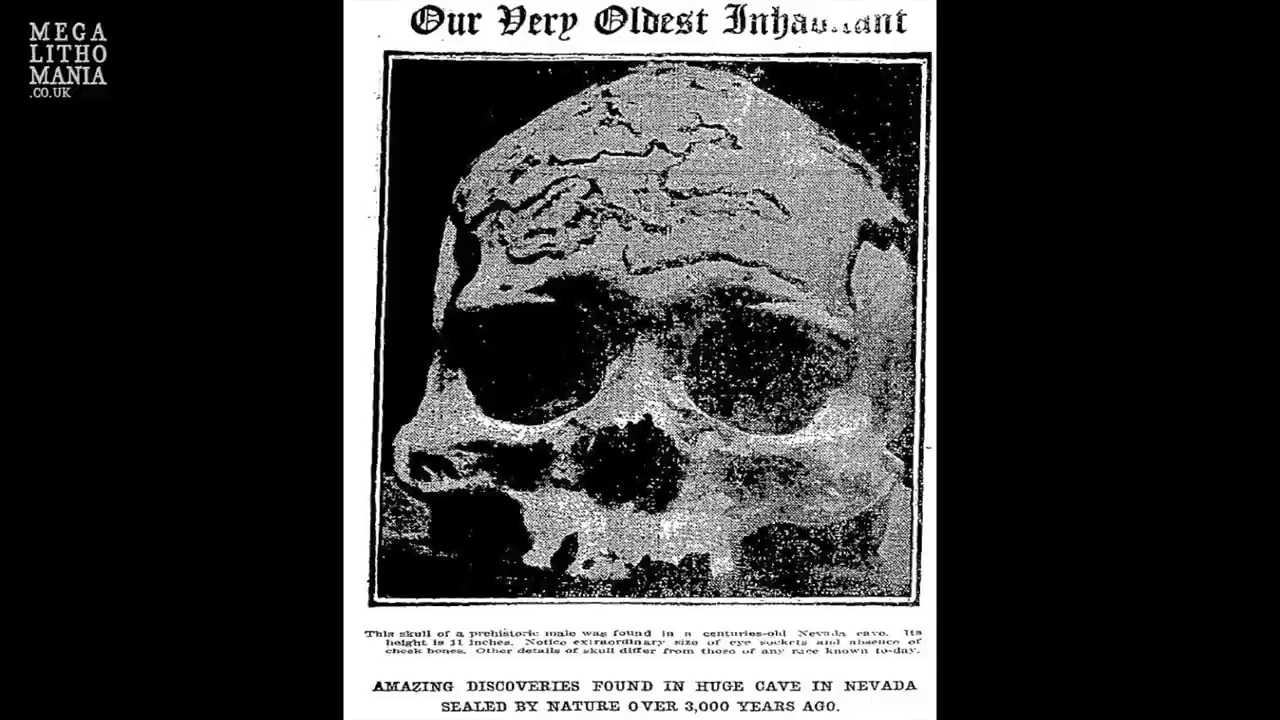 MEGA
LITHO
MANIA
.CO.UK
Our Very Oldest Inhabitant
This skull of a prehistoric male was found in a centuries-old Nevada cave. Its
height is 11 inches. Notice extraordinary size of eye sockets and absence of
cheek bones. Other details of skull differ from those of any race known to-day.
AMAZING DISCOVERIES FOUND IN HUGE CAVE IN NEVADA
SEALED BY NATURE OVER 3,000 YEARS AGO.